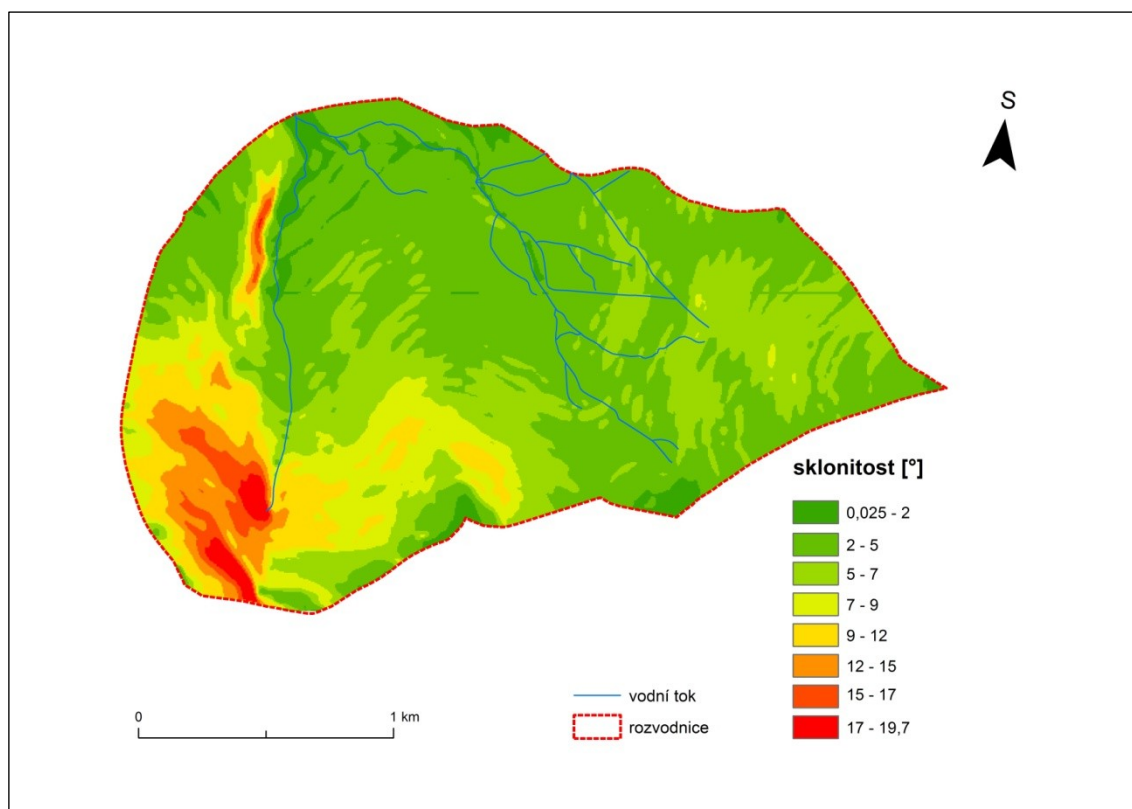 S
sklonitost [°]
0,025 - 2
2 - 5
5 - 7
7 - 9
9 - 12
12 - 15
15 - 17
17 - 19,7
0 1 km
vodní tok
rozvodnice